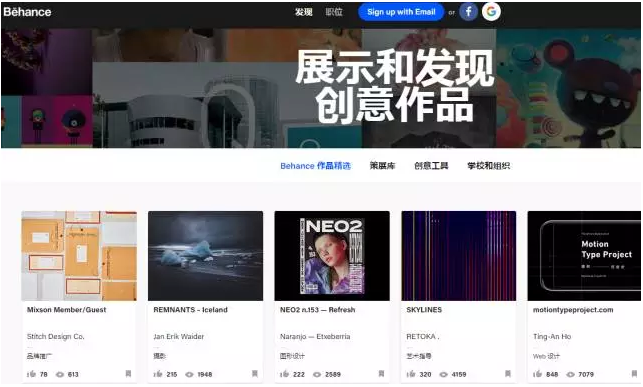 Bēhance
发现 职位 Sign up with Email or f G
展示和发现
创意作品
Behance 作品精选 策展库 创意工具 学校和组织
NEO2
Motion
Type Project
Mixson Member/Guest
REMNANTS - Iceland
NEO2 n.153 — Refresh
SKYLINES
motiontypeproject.com
Stitch Design Co.
Jan Erik Waider
Naranjo — Etxeberria
RETOKA .
Ting-An Ho
品牌推广
摄影
图形设计
艺术指导
Web 设计
78 613
215 1948
222 2589
320 4159
848 7079